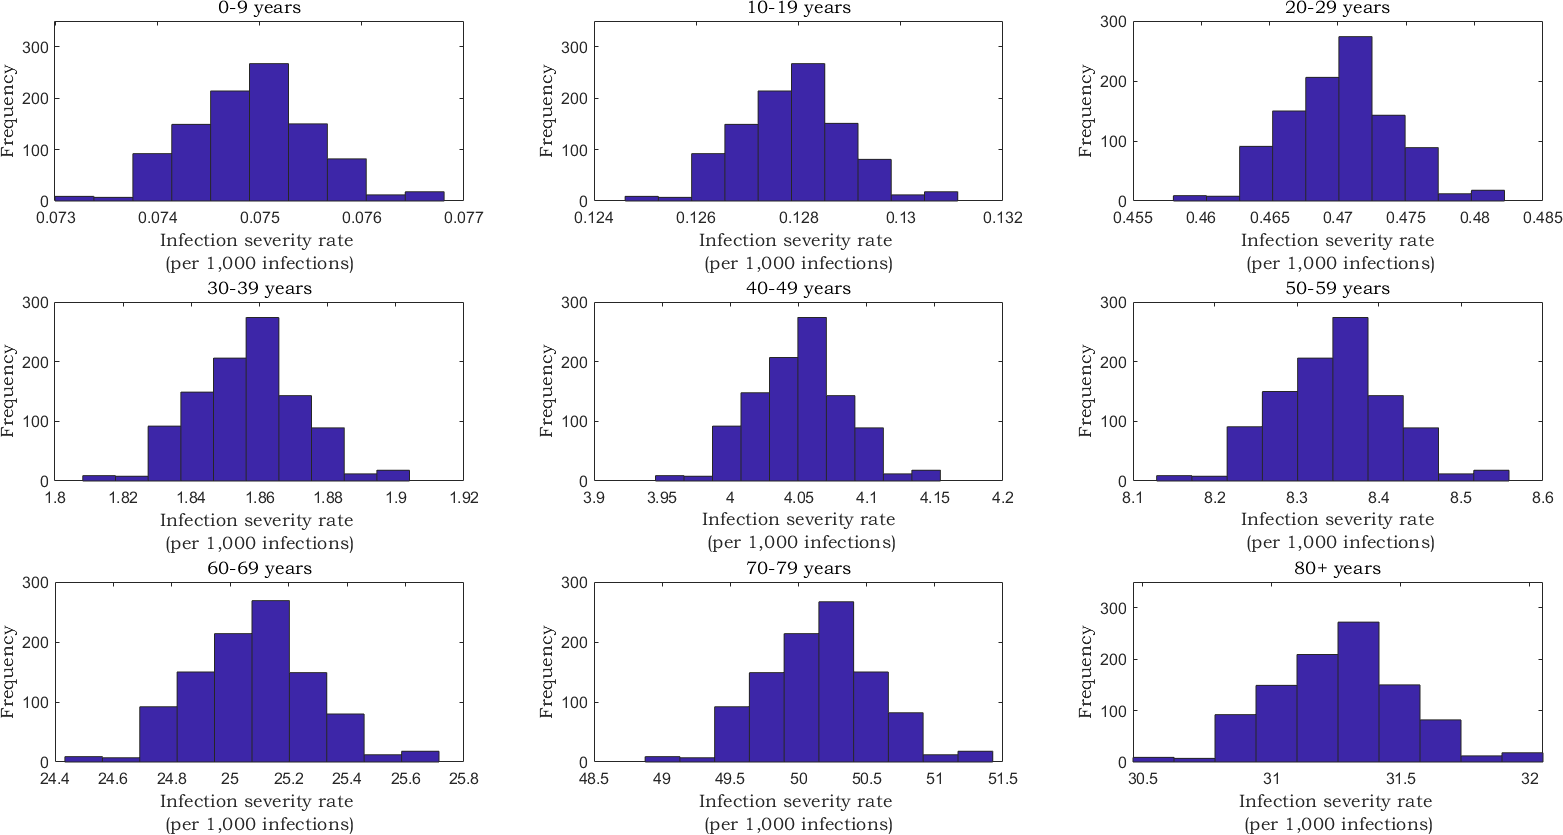 0-9 years
10-19 years
20-29 years
300
200
100
0
Frequency
0.073 0.074 0.075 0.076 0.077
Infection severity rate
(per 1,000 infections)
300
200
100
0
Frequency
0.124 0.126 0.128 0.13 0.132
Infection severity rate
(per 1,000 infections)
300
200
100
0
Frequency
0.455 0.46 0.465 0.47 0.475 0.48 0.485
Infection severity rate
(per 1,000 infections)
30-39 years
40-49 years
50-59 years
300
200
100
0
Frequency
1.8 1.82 1.84 1.86 1.88 1.9 1.92
Infection severity rate
(per 1,000 infections)
300
200
100
0
Frequency
3.9 3.95 4 4.05 4.1 4.15 4.2
Infection severity rate
(per 1,000 infections)
300
200
100
0
Frequency
8.1 8.2 8.3 8.4 8.5 8.6
Infection severity rate
(per 1,000 infections)
60-69 years
70-79 years
80+ years
300
200
100
0
Frequency
24.4 24.6 24.8 25 25.2 25.4 25.6 25.8
Infection severity rate
(per 1,000 infections)
300
200
100
0
Frequency
48.5 49 49.5 50 50.5 51 51.5
Infection severity rate
(per 1,000 infections)
300
200
100
0
Frequency
30.5 31 31.5 32
Infection severity rate
(per 1,000 infections)